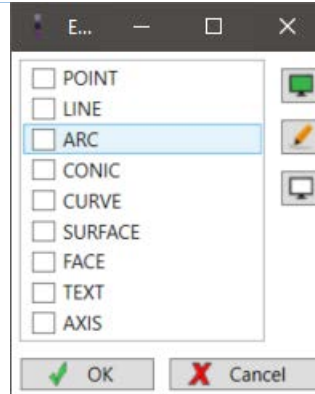 E...
POINT
LINE
ARC
CONIC
CURVE
SURFACE
FACE
TEXT
AXIS
OK
Cancel